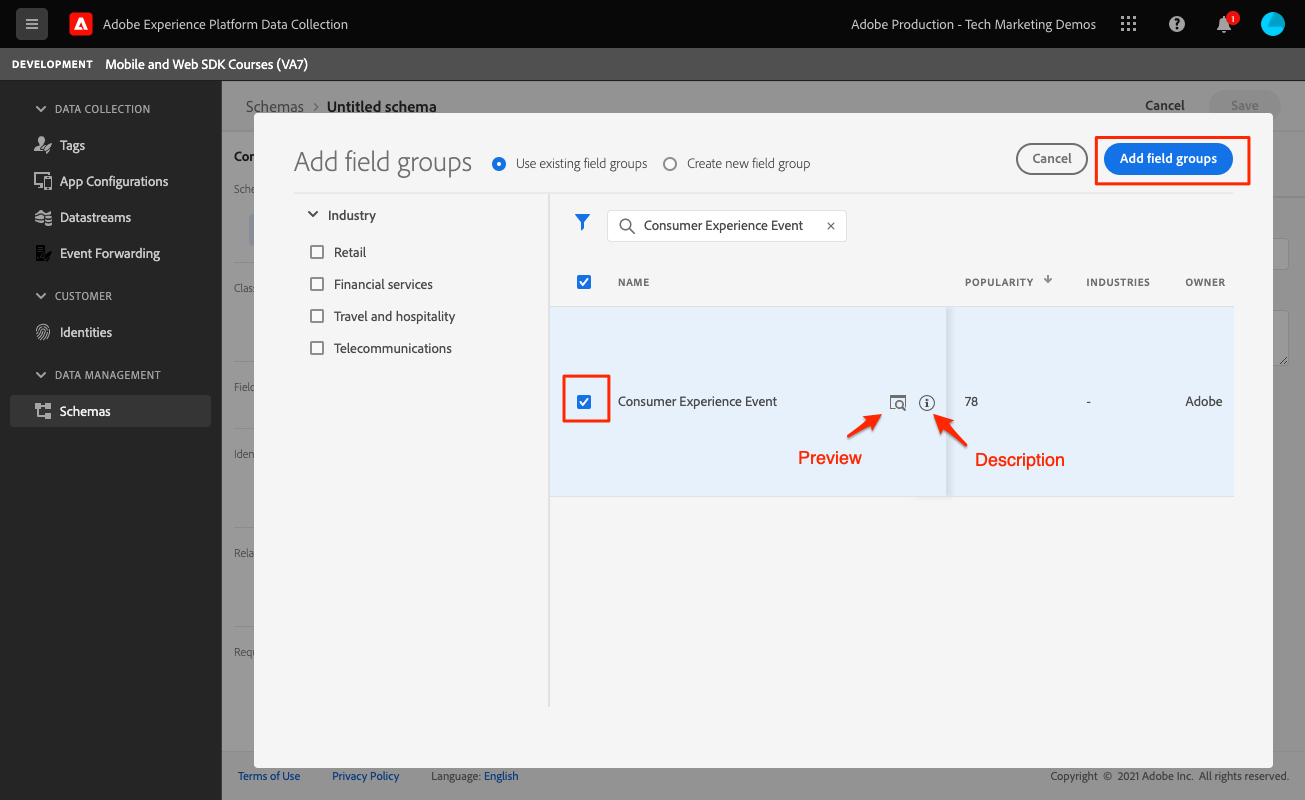 Adobe Experience Platform Data Collection
Adobe Production - Tech Marketing Demos
1
DEVELOPMENT Mobile and Web SDK Courses (VA7)
DATA COLLECTION
Tags
App Configurations
Datastreams
Event Forwarding
CUSTOMER
Identities
DATA MANAGEMENT
Schemas
Schemas > Untitled schema
Cancel
Save
Add field groups
Use existing field groups
Create new field group
Cancel
Add field groups
Industry
Retail
Financial services
Travel and hospitality
Telecommunications
Consumer Experience Event
NAME POPULARITY INDUSTRIES OWNER
Consumer Experience Event 78 - Adobe
Preview
Description
Terms of Use Privacy Policy Language: English
Copyright © 2021 Adobe Inc. All rights reserved.